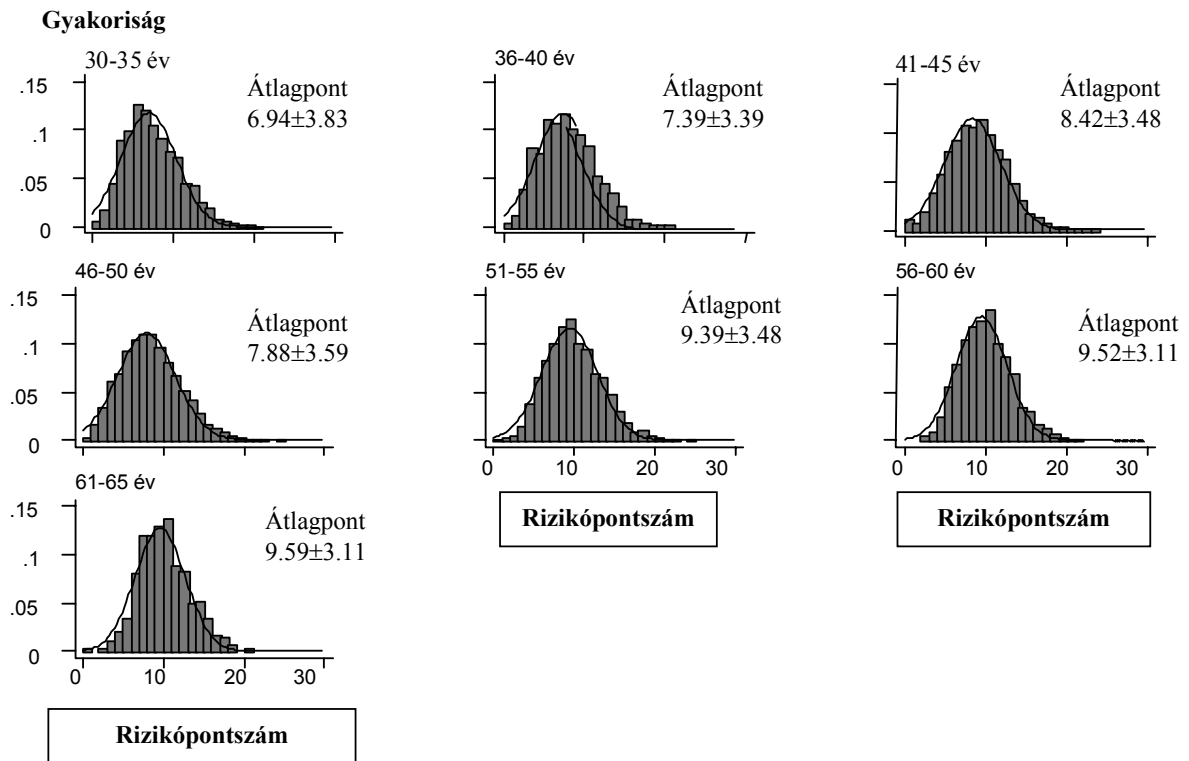 Gyakoriság
30-35 év
Átlagpont
6.94±3.83
.15
.1
.05
0
36-40 év
Átlagpont
7.39±3.39
41-45 év
Átlagpont
8.42±3.48
46-50 év
Átlagpont
7.88±3.59
.15
.1
.05
0
51-55 év
Átlagpont
9.39±3.48
0 10 20 30
Rizikópontszám
56-60 év
Átlagpont
9.52±3.11
0 10 20 30
Rizikópontszám
61-65 év
Átlagpont
9.59±3.11
.15
.1
.05
0
0 10 20 30
Rizikópontszám